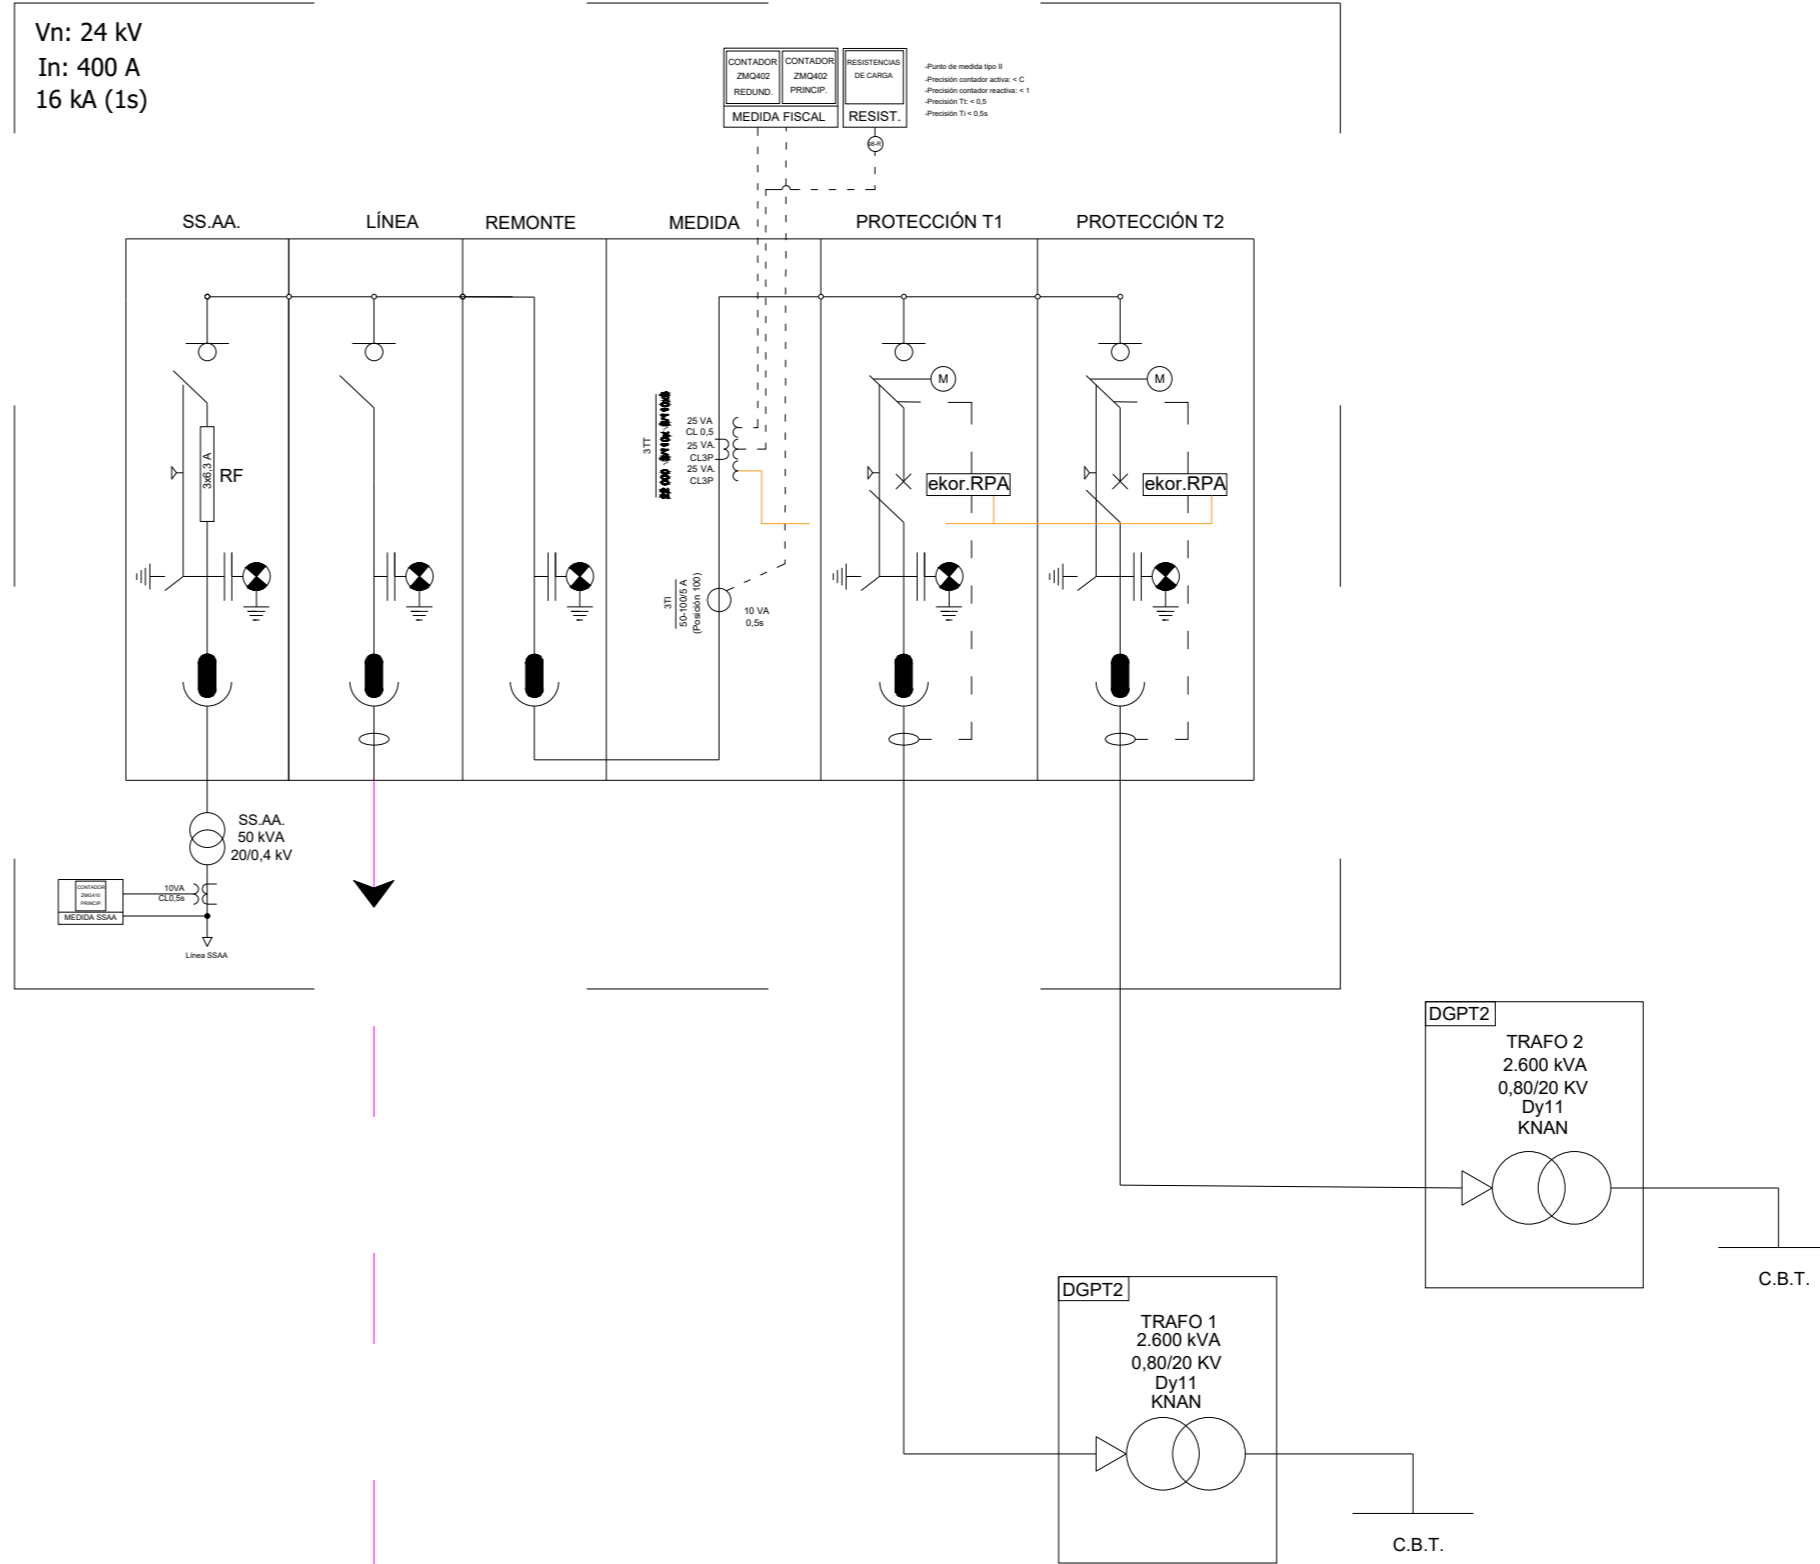 Vn: 24 kV
In: 400 A
16 kA (1s)
CONTADOR
ZMQ402
REDUND.
CONTADOR
ZMQ402
PRINCIP.
MEDIDA FISCAL
RESISTENCIAS
DE CARGA
RESIST.
-Punto de medida tipo II
-Precisión contador activa: < C
-Precisión contador reactiva: < 1
-Precisión Tt: < 0,5
-Precisión Ti < 0,5s
SS.AA.
LÍNEA
REMONTE
MEDIDA
PROTECCIÓN T1
PROTECCIÓN T2
M
M
3x6,3 A
RF
3TT
25 VA
CL 0,5
25 VA.
CL3P
25 VA.
CL3P
ekor.RPA
ekor.RPA
3TI
50-100/5 A
(Posición 100)
10 VA
0,5s
SS.AA.
50 kVA
20/0,4 kV
CONTADOR
ZMG410
PRINCIP.
MEDIDA SSAA
10VA
CL0,5s
Línea SSAA
DGPT2
TRAFO 2
2.600 kVA
0,80/20 KV
Dy11
KNAN
C.B.T.
DGPT2
TRAFO 1
2.600 kVA
0,80/20 KV
Dy11
KNAN
C.B.T.